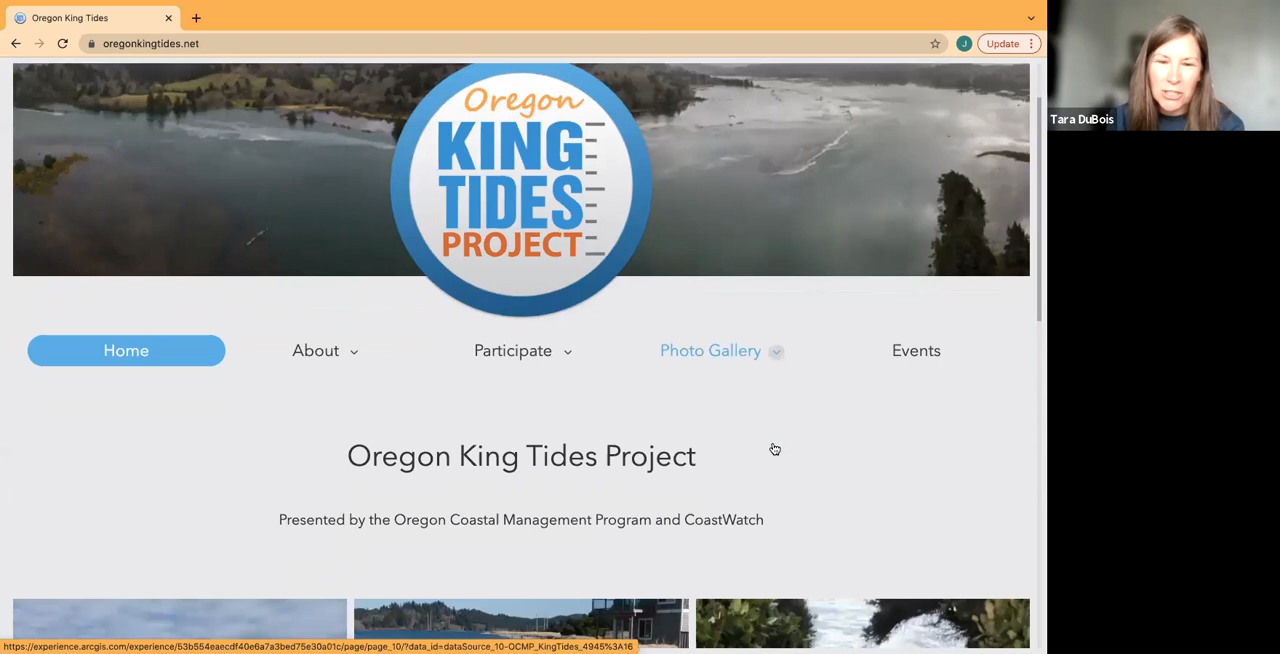 Oregon King Tides
oregonkingtides.net
J
Update
Oregon
KING
TIDES
PROJECT
Home
About
Participate
Photo Gallery
Events
Oregon King Tides Project
Presented by the Oregon Coastal Management Program and CoastWatch
https://experience.arcgis.com/experience/53b554eaecdf40e6a7a3bed75e30a01c/page/page_10/?data_id=dataSource_10-OCMP_KingTides_4945%3A16
Tara DuBois